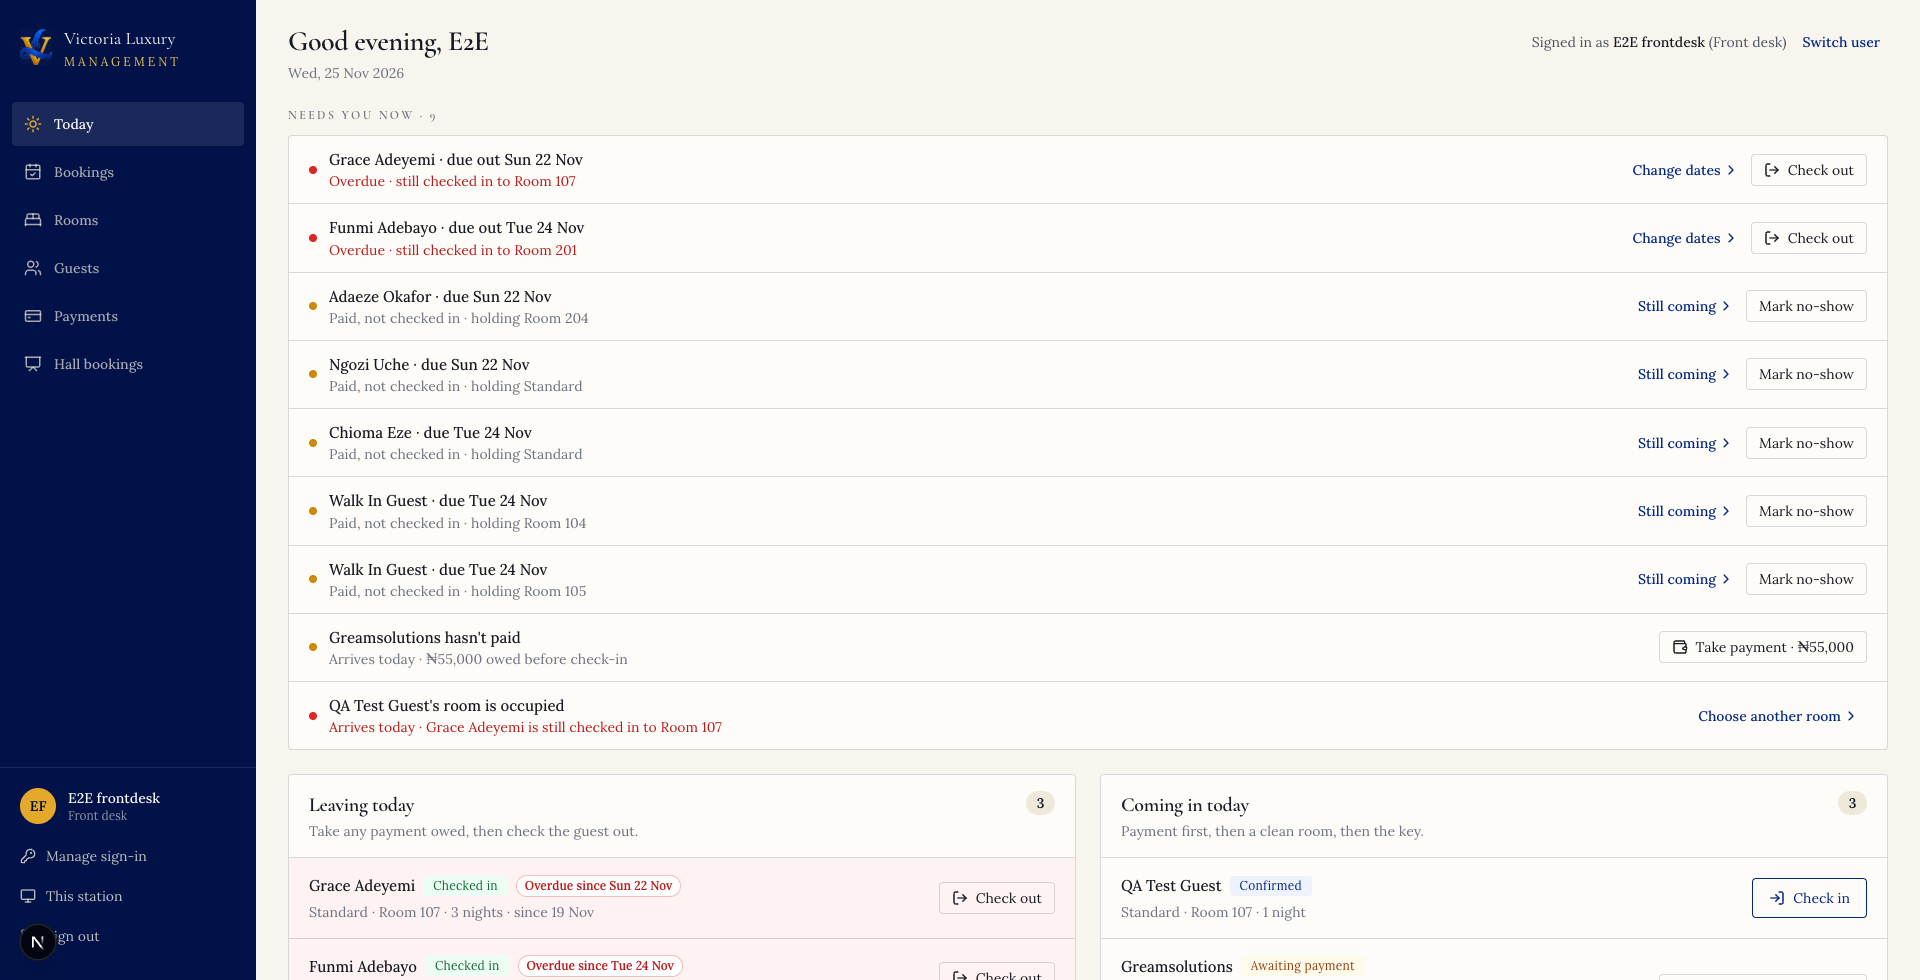 Victoria Luxury
MANAGEMENT
Today
Bookings
Rooms
Guests
Payments
Hall bookings
EF
E2E frontdesk
Front desk
Manage sign-in
This station
gn out
N
Good evening, E2E
Wed, 25 Nov 2026
Signed in as E2E frontdesk (Front desk) Switch user
NEEDS YOU NOW · 9
Grace Adeyemi · due out Sun 22 Nov
Overdue · still checked in to Room 107
Change dates
Check out
Funmi Adebayo · due out Tue 24 Nov
Overdue · still checked in to Room 201
Change dates
Check out
Adaeze Okafor · due Sun 22 Nov
Paid, not checked in · holding Room 204
Still coming
Mark no-show
Ngozi Uche · due Sun 22 Nov
Paid, not checked in · holding Standard
Still coming
Mark no-show
Chioma Eze · due Tue 24 Nov
Paid, not checked in · holding Standard
Still coming
Mark no-show
Walk In Guest · due Tue 24 Nov
Paid, not checked in · holding Room 104
Still coming
Mark no-show
Walk In Guest · due Tue 24 Nov
Paid, not checked in · holding Room 105
Still coming
Mark no-show
Greamsolutions hasn't paid
Arrives today · ₦55,000 owed before check-in
Take payment · ₦55,000
QA Test Guest's room is occupied
Arrives today · Grace Adeyemi is still checked in to Room 107
Choose another room
Leaving today
3
Take any payment owed, then check the guest out.
Grace Adeyemi Checked in Overdue since Sun 22 Nov
Standard · Room 107 · 3 nights · since 19 Nov
Check out
Funmi Adebayo Checked in Overdue since Tue 24 Nov
Check out
Coming in today
3
Payment first, then a clean room, then the key.
QA Test Guest Confirmed
Standard · Room 107 · 1 night
Check in
Greamsolutions Awaiting payment